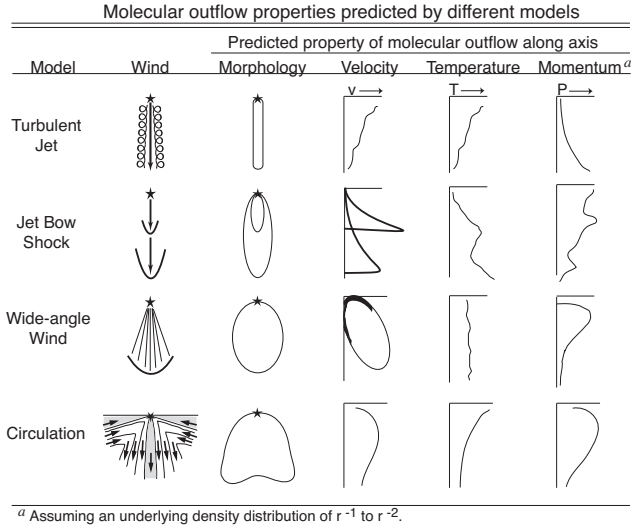 Molecular outflow properties predicted by different models
Predicted property of molecular outflow along axis
Model Wind Morphology Velocity Temperature Momentum a
v T P
Turbulent
Jet
Jet Bow
Shock
Wide-angle
Wind
Circulation
a Assuming an underlying density distribution of r -1 to r -2.